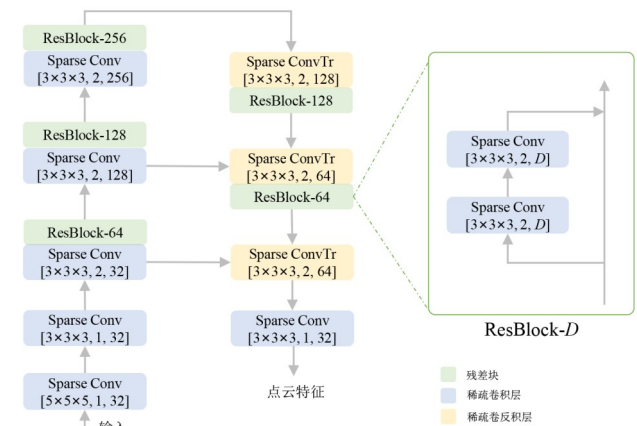 ResBlock-256
Sparse Conv
[3×3×3, 2, 256]
ResBlock-128
Sparse Conv
[3×3×3, 2, 128]
ResBlock-64
Sparse Conv
[3×3×3, 2, 32]
Sparse Conv
[3×3×3, 1, 32]
Sparse Conv
[5×5×5, 1, 32]
输入
Sparse ConvTr
[3×3×3, 2, 128]
ResBlock-128
Sparse ConvTr
[3×3×3, 2, 64]
ResBlock-64
Sparse ConvTr
[3×3×3, 2, 64]
Sparse Conv
[3×3×3, 1, 32]
点云特征
Sparse Conv
[3×3×3, 2, D]
Sparse Conv
[3×3×3, 2, D]
ResBlock-D
残差块
稀疏卷积层
稀疏卷反积层